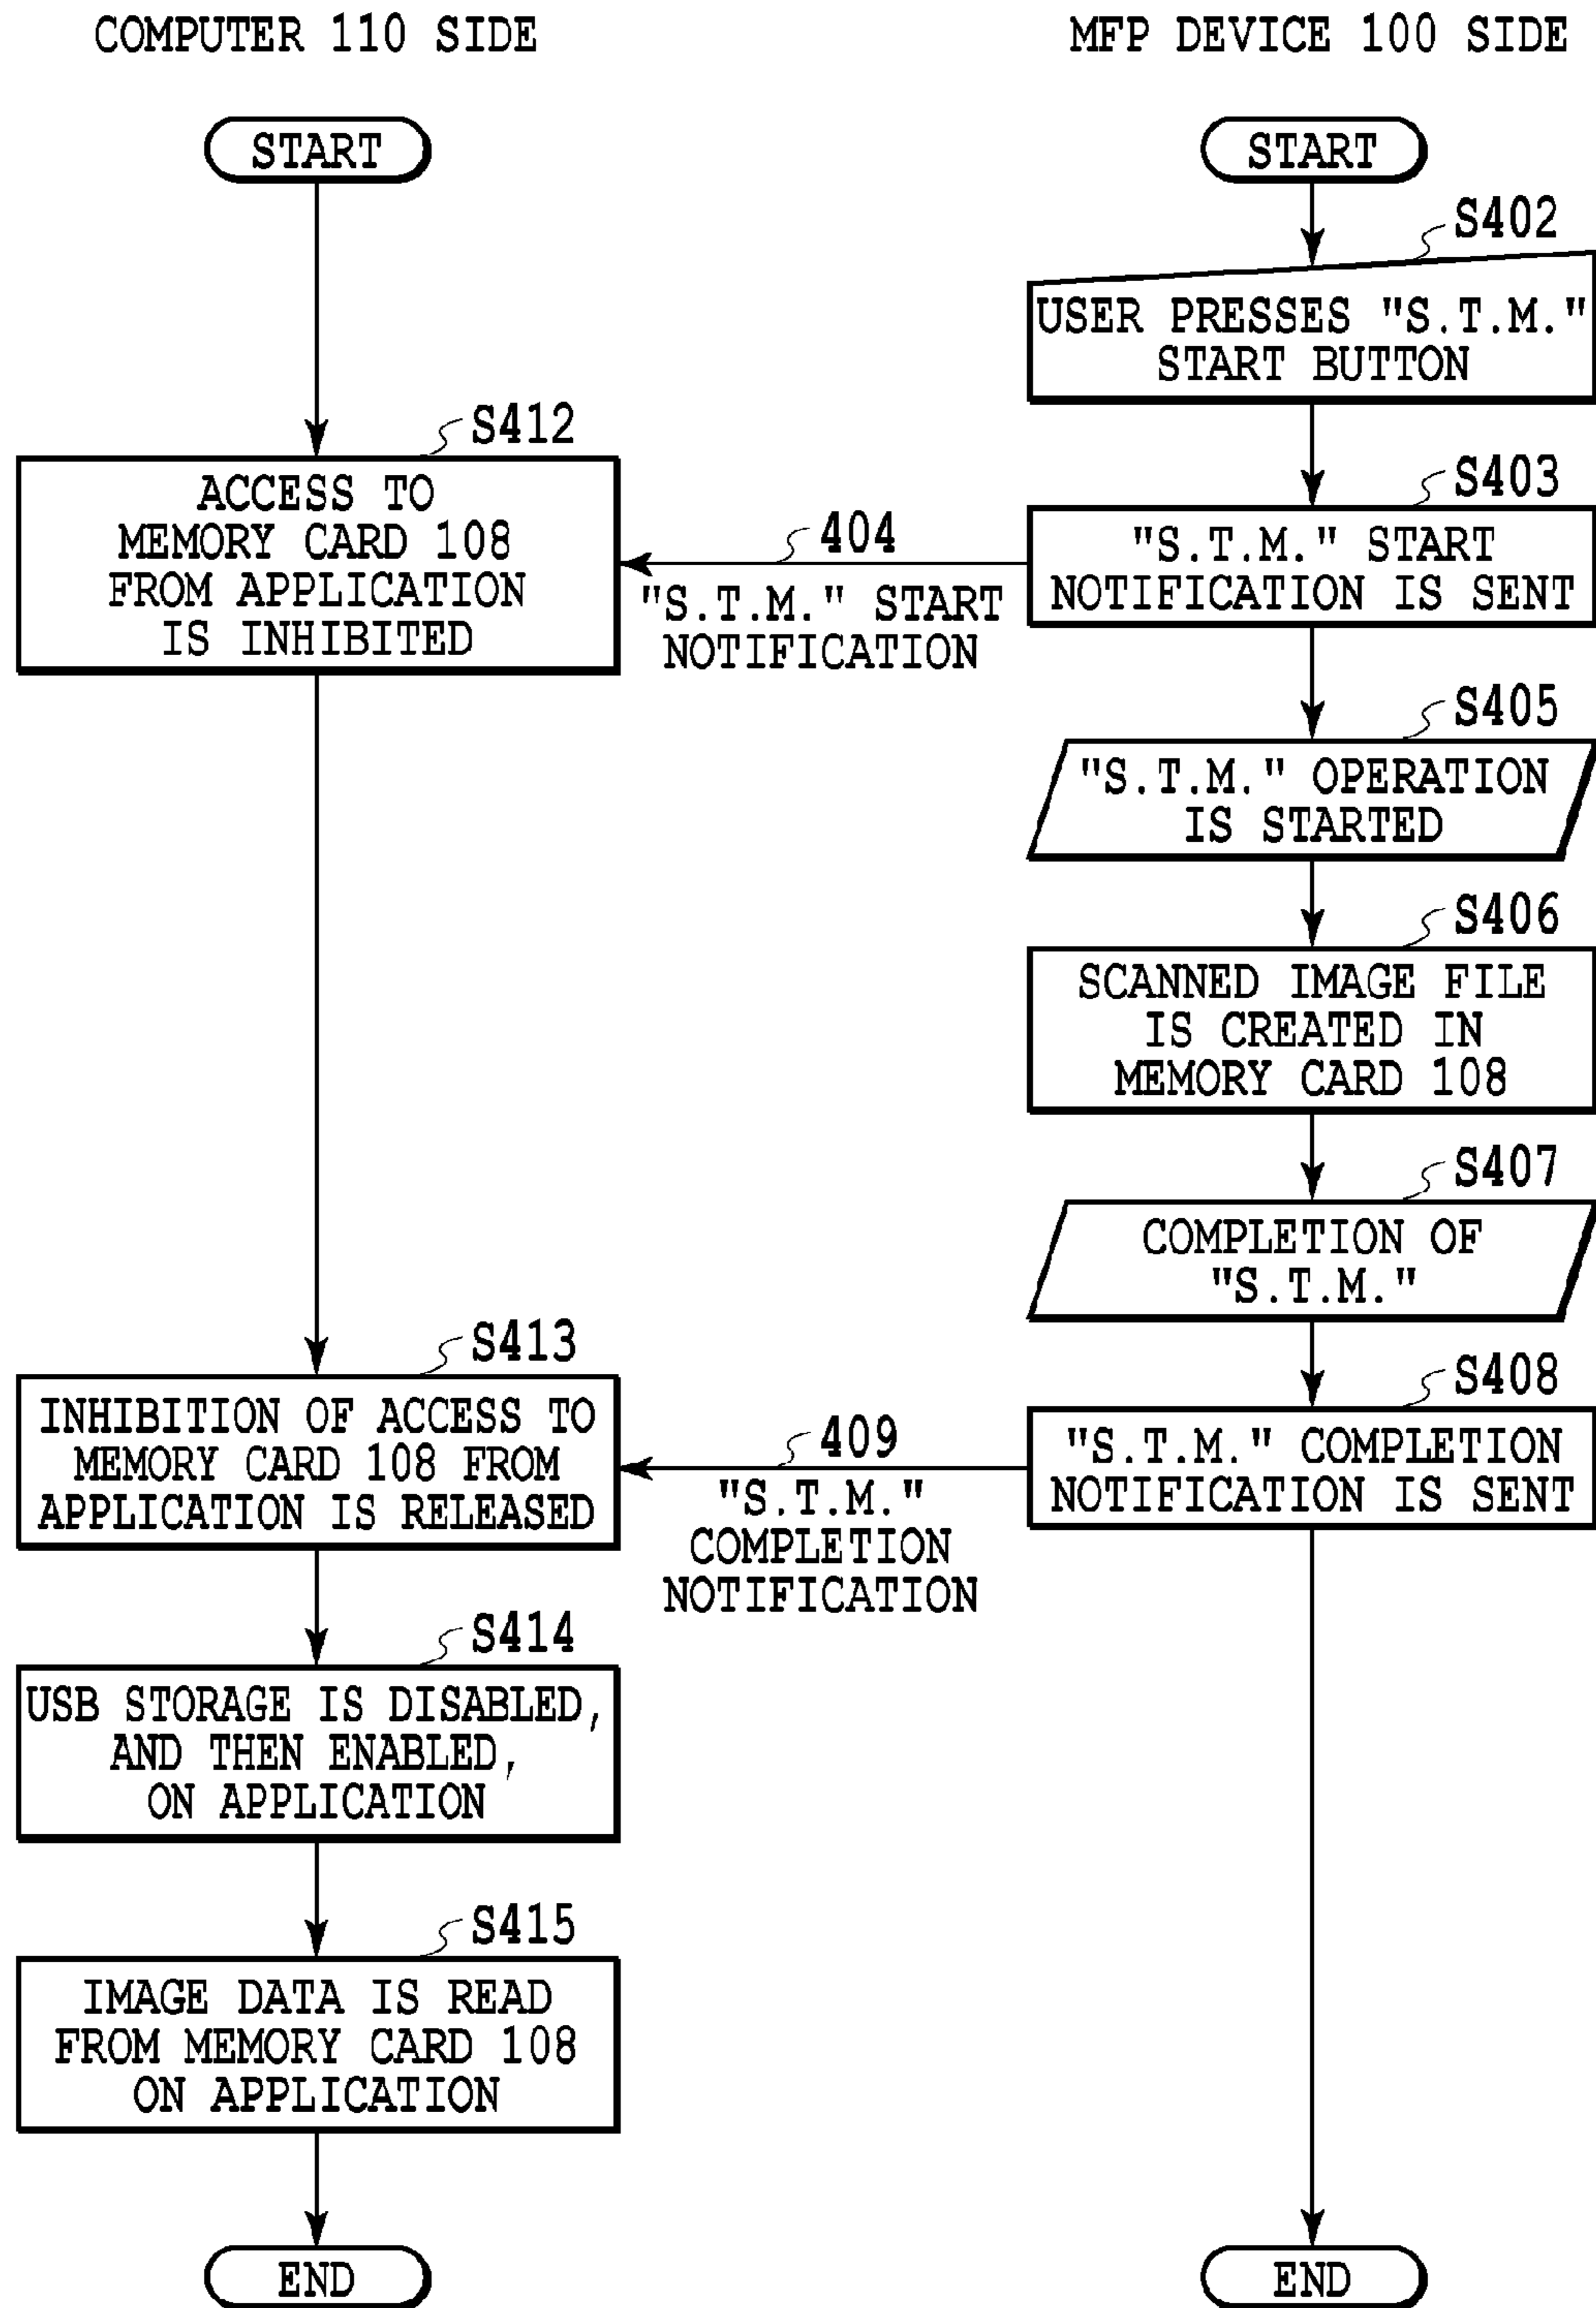 COMPUTER 110 SIDE
START
S412
ACCESS TO
MEMORY CARD 108
FROM APPLICATION
IS INHIBITED
S413
INHIBITION OF ACCESS TO
MEMORY CARD 108 FROM
APPLICATION IS RELEASED
S414
USB STORAGE IS DISABLED,
AND THEN ENABLED,
ON APPLICATION
S415
IMAGE DATA IS READ
FROM MEMORY CARD 108
ON APPLICATION
END
404
"S.T.M." START
NOTIFICATION
409
"S.T.M."
COMPLETION
NOTIFICATION
MFP DEVICE 100 SIDE
START
S402
USER PRESSES "S.T.M."
START BUTTON
S403
"S.T.M." START
NOTIFICATION IS SENT
S405
"S.T.M." OPERATION
IS STARTED
S406
SCANNED IMAGE FILE
IS CREATED IN
MEMORY CARD 108
S407
COMPLETION OF
"S.T.M."
S408
"S.T.M." COMPLETION
NOTIFICATION IS SENT
END